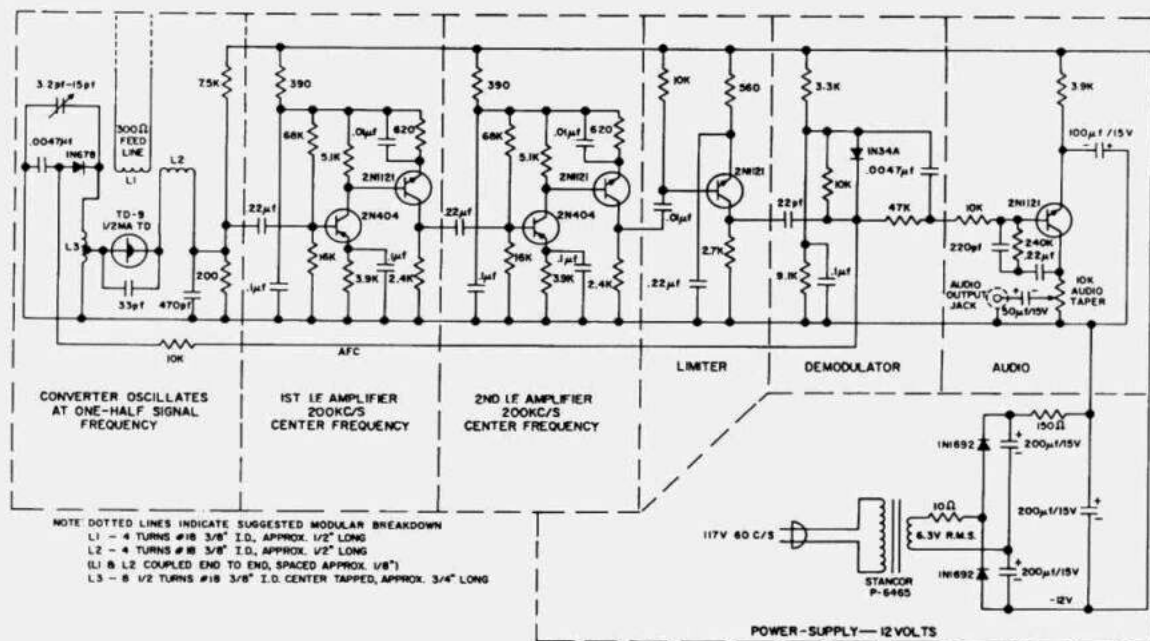 3.2pf-15pf
.0047µf
1N678
300Ω
FEED
LINE
L1
L2
TD-9
1/2MA TD
L3
33pf
470pf
7.5K
200
390
68K
.01µf
620
5.1K
2N1121
2N404
.22µf
16K
.1µf
.1µf
3.9K
2.4K
390
68K
.01µf
620
5.1K
2N1121
2N404
.22µf
16K
.1µf
.1µf
3.9K
2.4K
10K
560
2N1121
.01µf
.22µf
2.7K
22pf
3.3K
1N34A
10K
.0047µf
47K
9.1K
.1µf
3.9K
100µf/15V
- +
2N1121
10K
220pf
240K
.22µf
10K
AUDIO
TAPER
AUDIO
OUTPUT
JACK
+ -
50µf/15V
10K
AFC
CONVERTER OSCILLATES
AT ONE-HALF SIGNAL
FREQUENCY
1ST I.F. AMPLIFIER
200KC/S
CENTER FREQUENCY
2ND I.F. AMPLIFIER
200KC/S
CENTER FREQUENCY
LIMITER
DEMODULATOR
AUDIO
NOTE: DOTTED LINES INDICATE SUGGESTED MODULAR BREAKDOWN
L1 - 4 TURNS #18 3/8" I.D., APPROX. 1/2" LONG
L2 - 4 TURNS #18 3/8" I.D., APPROX. 1/2" LONG
(L1 & L2 COUPLED END TO END, SPACED APPROX. 1/8")
L3 - 8 1/2 TURNS #18 3/8" I.D. CENTER TAPPED, APPROX. 3/4" LONG
117V 60 C/S
STANCOR
P-6465
10Ω
6.3V R.M.S.
1N1692
1N1692
+ 200µf/15V -
+ 200µf/15V -
150Ω
200µf/15V + -
-12V
POWER-SUPPLY — 12 VOLTS